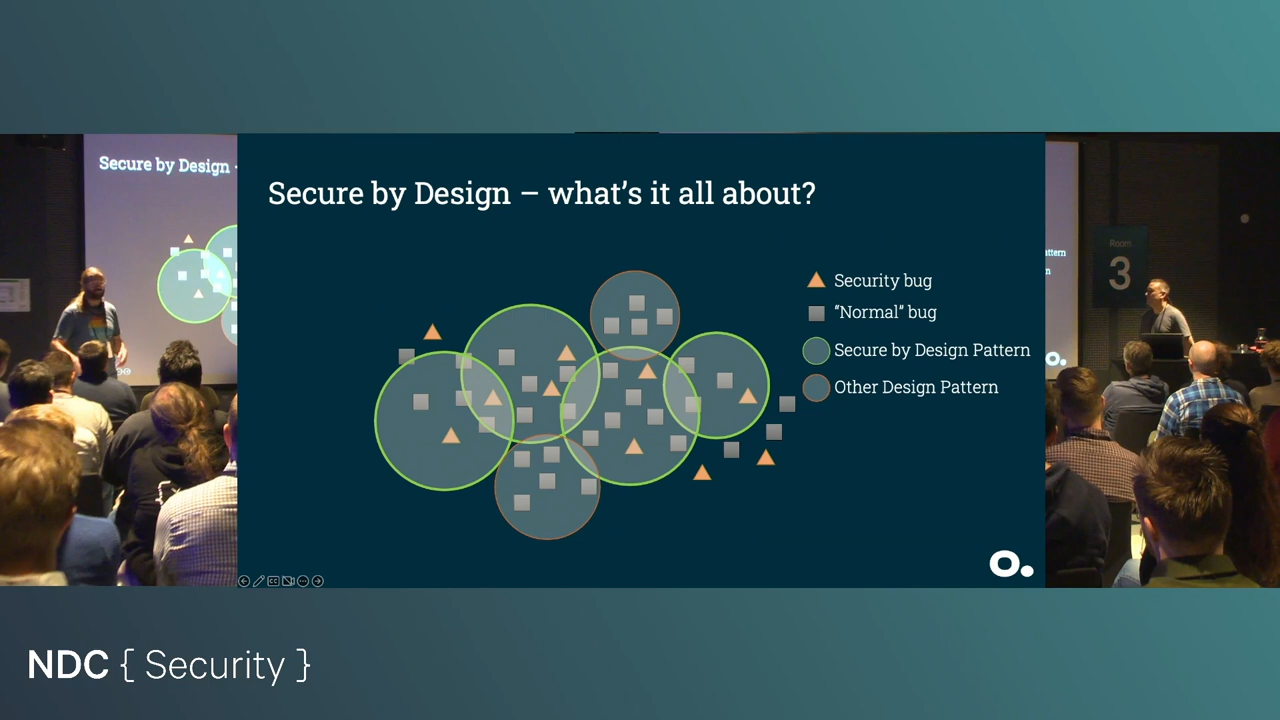 Secure by Design -
Secure by Design – what's it all about?
Security bug
"Normal" bug
Secure by Design Pattern
Other Design Pattern
o.
Room
3
ttern
n
o.
NDC { Security }